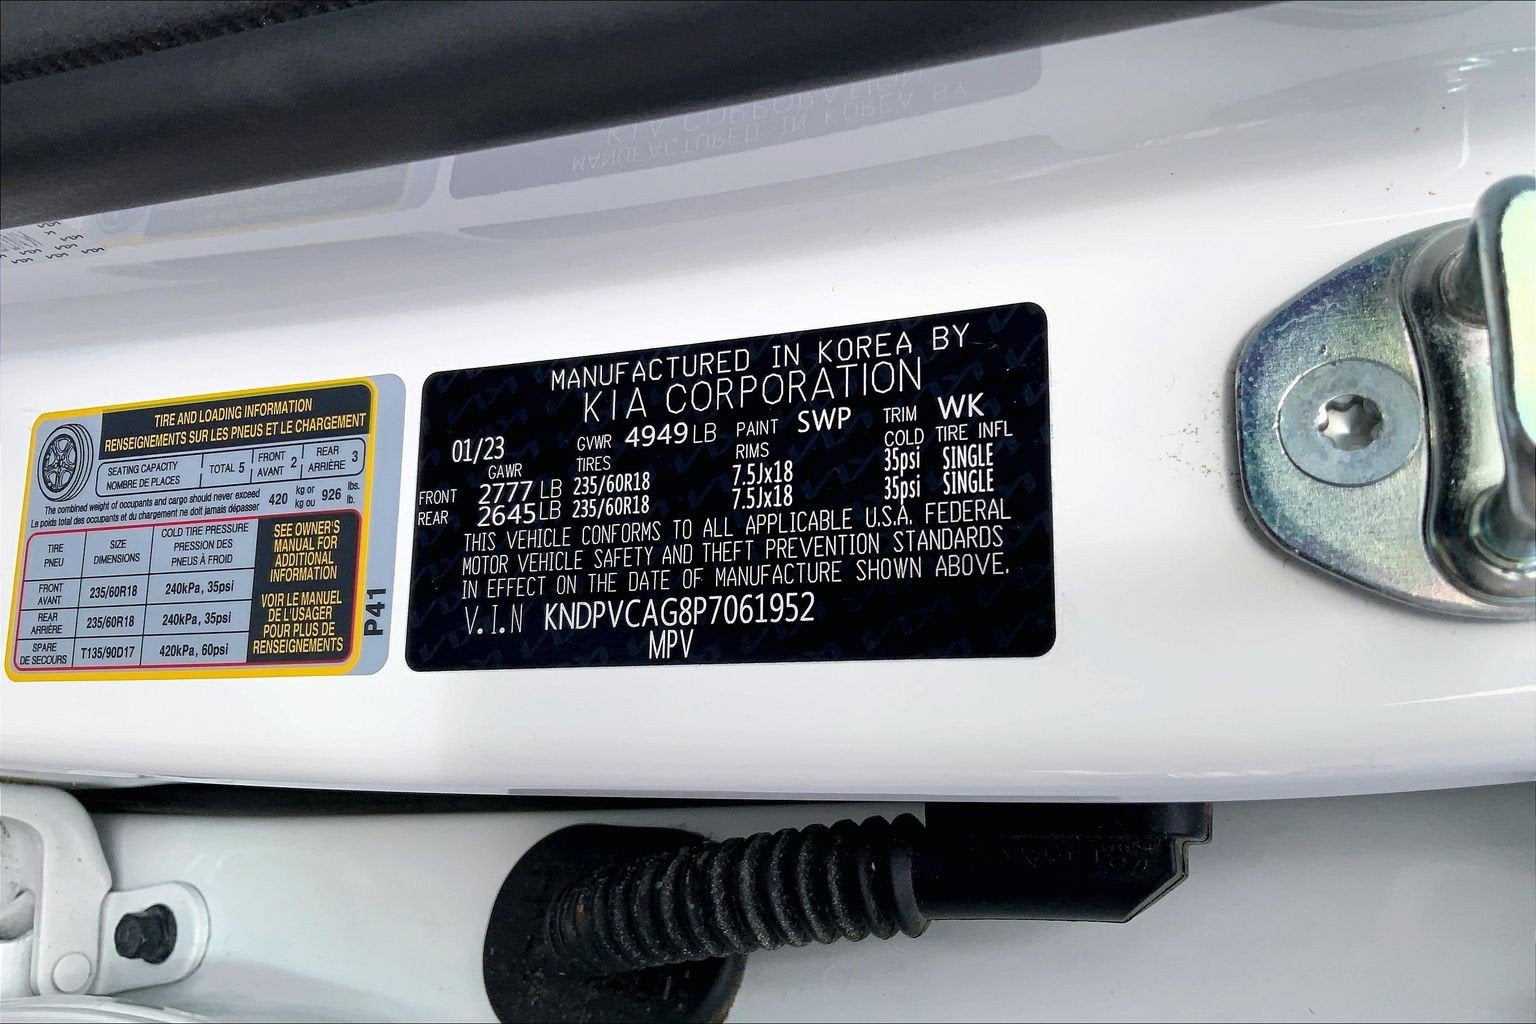 TIRE AND LOADING INFORMATION
RENSEIGNEMENTS SUR LES PNEUS ET LE CHARGEMENT
SEATING CAPACITY
NOMBRE DE PLACES
TOTAL 5
FRONT
AVANT 2
REAR
ARRIÈRE 3
The combined weight of occupants and cargo should never exceed
Le poids total des occupants et du chargement ne doit jamais dépasser
420 kg or 926 lbs.
kg ou lb.
TIRE
PNEU
SIZE
DIMENSIONS
COLD TIRE PRESSURE
PRESSION DES
PNEUS À FROID
FRONT
AVANT
235/60R18
240kPa, 35psi
REAR
ARRIÈRE
235/60R18
240kPa, 35psi
SPARE
DE SECOURS
T135/90D17
420kPa, 60psi
SEE OWNER'S
MANUAL FOR
ADDITIONAL
INFORMATION
VOIR LE MANUEL
DE L'USAGER
POUR PLUS DE
RENSEIGNEMENTS
P41
MANUFACTURED IN KOREA BY
KIA CORPORATION
01/23 GVWR 4949 LB PAINT SWP TRIM WK
GAWR TIRES RIMS COLD TIRE INFL
FRONT 2777 LB 235/60R18 7.5Jx18 35psi SINGLE
REAR 2645 LB 235/60R18 7.5Jx18 35psi SINGLE
THIS VEHICLE CONFORMS TO ALL APPLICABLE U.S.A. FEDERAL
MOTOR VEHICLE SAFETY AND THEFT PREVENTION STANDARDS
IN EFFECT ON THE DATE OF MANUFACTURE SHOWN ABOVE.
V.I.N KNDPVCAG8P7061952
MPV